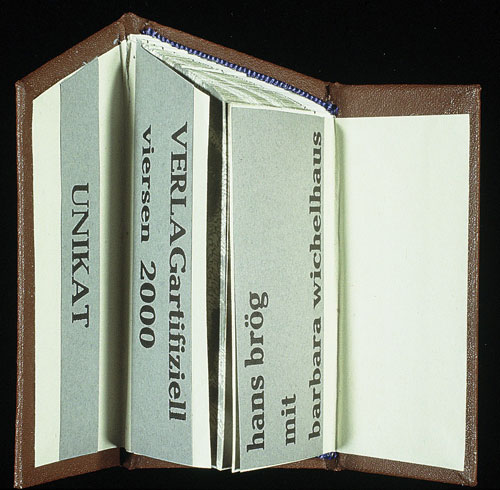 UNIKAT
VERLAGartifiziell
viersen 2000
hans brög
mit
barbara wichelhaus